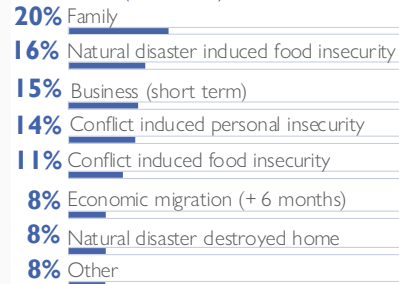 20% Family
16% Natural disaster induced food insecurity
15% Business (short term)
14% Conflict induced personal insecurity
11% Conflict induced food insecurity
8% Economic migration (+ 6 months)
8% Natural disaster destroyed home
8% Other